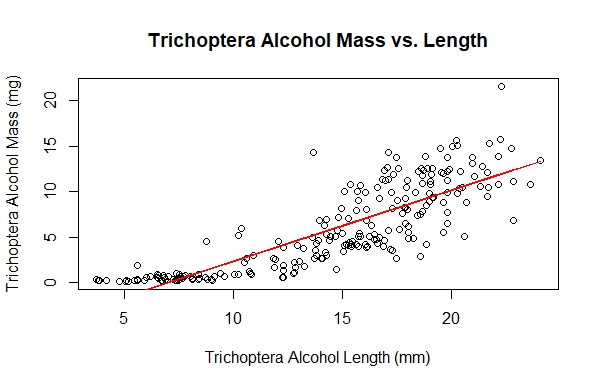 Trichoptera Alcohol Mass vs. Length
Trichoptera Alcohol Mass (mg)
20
15
10
5
0
5 10 15 20
Trichoptera Alcohol Length (mm)